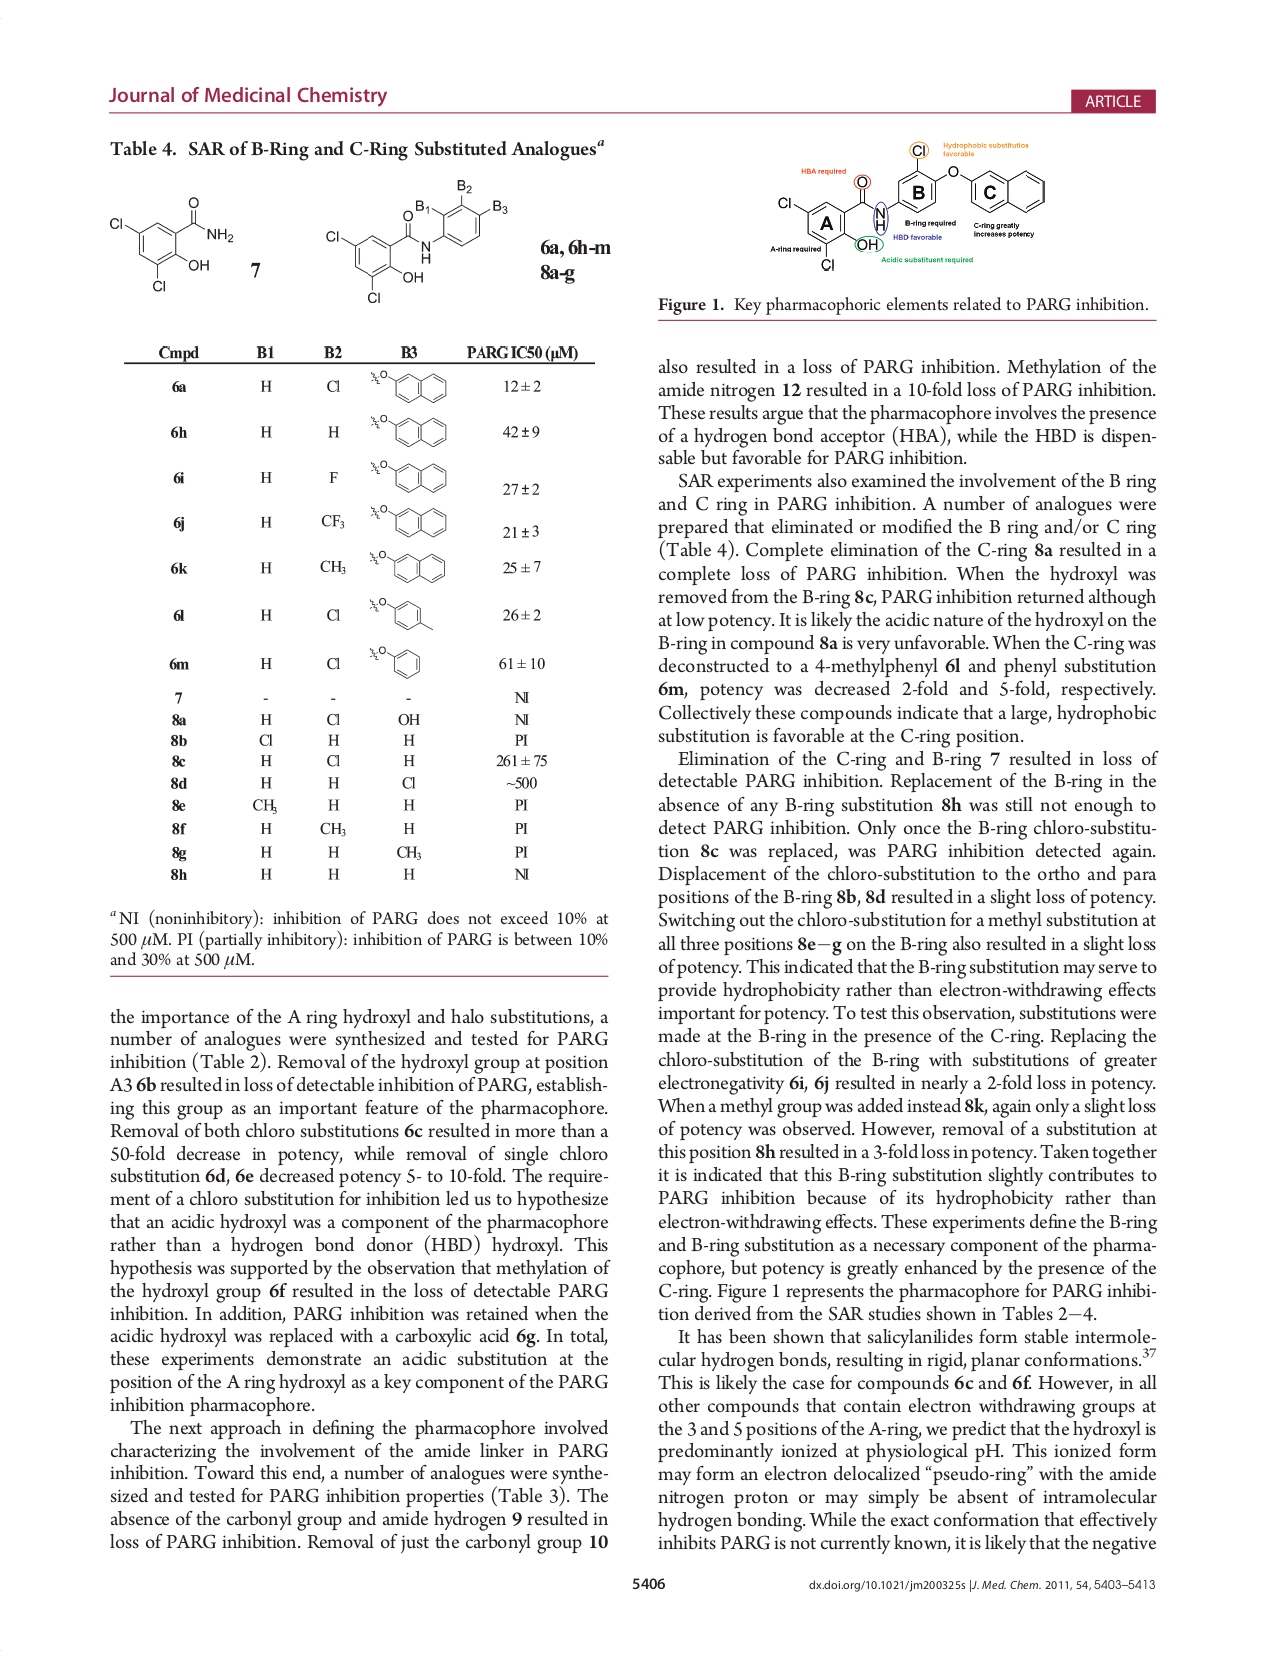 Journal of Medicinal Chemistry
ARTICLE
Table 4. SAR of B-Ring and C-Ring Substituted Analogues^a
Cl
O
NH2
OH
Cl
7
B2
B1
B3
O
Cl
N
H
OH
Cl
6a, 6h-m
8a-g
Cmpd B1 B2 B3 PARG IC50 (µM)
6a H Cl O 12 ± 2
6h H H O 42 ± 9
6i H F O 27 ± 2
6j H CF3 O 21 ± 3
6k H CH3 O 25 ± 7
6l H Cl O 26 ± 2
6m H Cl O 61 ± 10
7 - - - NI
8a H Cl OH NI
8b Cl H H PI
8c H Cl H 261 ± 75
8d H H Cl ~500
8e CH3 H H PI
8f H CH3 H PI
8g H H CH3 PI
8h H H H NI
^a NI (noninhibitory): inhibition of PARG does not exceed 10% at
500 μM. PI (partially inhibitory): inhibition of PARG is between 10%
and 30% at 500 μM.
the importance of the A ring hydroxyl and halo substitutions, a
number of analogues were synthesized and tested for PARG
inhibition (Table 2). Removal of the hydroxyl group at position
A3 6b resulted in loss of detectable inhibition of PARG, establish-
ing this group as an important feature of the pharmacophore.
Removal of both chloro substitutions 6c resulted in more than a
50-fold decrease in potency, while removal of single chloro
substitution 6d, 6e decreased potency 5- to 10-fold. The require-
ment of a chloro substitution for inhibition led us to hypothesize
that an acidic hydroxyl was a component of the pharmacophore
rather than a hydrogen bond donor (HBD) hydroxyl. This
hypothesis was supported by the observation that methylation of
the hydroxyl group 6f resulted in the loss of detectable PARG
inhibition. In addition, PARG inhibition was retained when the
acidic hydroxyl was replaced with a carboxylic acid 6g. In total,
these experiments demonstrate an acidic substitution at the
position of the A ring hydroxyl as a key component of the PARG
inhibition pharmacophore.
The next approach in defining the pharmacophore involved
characterizing the involvement of the amide linker in PARG
inhibition. Toward this end, a number of analogues were synthe-
sized and tested for PARG inhibition properties (Table 3). The
absence of the carbonyl group and amide hydrogen 9 resulted in
loss of PARG inhibition. Removal of just the carbonyl group 10
Cl
Hydrophobic substitution
favorable
HBA required
O
O
Cl
B
C
A
N
H
B-ring required
C-ring greatly
increases potency
HBD favorable
A-ring required
OH
Cl
Acidic substituent required
Figure 1. Key pharmacophoric elements related to PARG inhibition.
also resulted in a loss of PARG inhibition. Methylation of the
amide nitrogen 12 resulted in a 10-fold loss of PARG inhibition.
These results argue that the pharmacophore involves the presence
of a hydrogen bond acceptor (HBA), while the HBD is dispen-
sable but favorable for PARG inhibition.
SAR experiments also examined the involvement of the B ring
and C ring in PARG inhibition. A number of analogues were
prepared that eliminated or modified the B ring and/or C ring
(Table 4). Complete elimination of the C-ring 8a resulted in a
complete loss of PARG inhibition. When the hydroxyl was
removed from the B-ring 8c, PARG inhibition returned although
at low potency. It is likely the acidic nature of the hydroxyl on the
B-ring in compound 8a is very unfavorable. When the C-ring was
deconstructed to a 4-methylphenyl 6l and phenyl substitution
6m, potency was decreased 2-fold and 5-fold, respectively.
Collectively these compounds indicate that a large, hydrophobic
substitution is favorable at the C-ring position.
Elimination of the C-ring and B-ring 7 resulted in loss of
detectable PARG inhibition. Replacement of the B-ring in the
absence of any B-ring substitution 8h was still not enough to
detect PARG inhibition. Only once the B-ring chloro-substitu-
tion 8c was replaced, was PARG inhibition detected again.
Displacement of the chloro-substitution to the ortho and para
positions of the B-ring 8b, 8d resulted in a slight loss of potency.
Switching out the chloro-substitution for a methyl substitution at
all three positions 8e−g on the B-ring also resulted in a slight loss
of potency. This indicated that the B-ring substitution may serve to
provide hydrophobicity rather than electron-withdrawing effects
important for potency. To test this observation, substitutions were
made at the B-ring in the presence of the C-ring. Replacing the
chloro-substitution of the B-ring with substitutions of greater
electronegativity 6i, 6j resulted in nearly a 2-fold loss in potency.
When a methyl group was added instead 8k, again only a slight loss
of potency was observed. However, removal of a substitution at
this position 8h resulted in a 3-fold loss in potency. Taken together
it is indicated that this B-ring substitution slightly contributes to
PARG inhibition because of its hydrophobicity rather than
electron-withdrawing effects. These experiments define the B-ring
and B-ring substitution as a necessary component of the pharma-
cophore, but potency is greatly enhanced by the presence of the
C-ring. Figure 1 represents the pharmacophore for PARG inhibi-
tion derived from the SAR studies shown in Tables 2−4.
It has been shown that salicylanilides form stable intermole-
cular hydrogen bonds, resulting in rigid, planar conformations.37
This is likely the case for compounds 6c and 6f. However, in all
other compounds that contain electron withdrawing groups at
the 3 and 5 positions of the A-ring, we predict that the hydroxyl is
predominantly ionized at physiological pH. This ionized form
may form an electron delocalized “pseudo-ring” with the amide
nitrogen proton or may simply be absent of intramolecular
hydrogen bonding. While the exact conformation that effectively
inhibits PARG is not currently known, it is likely that the negative
5406
dx.doi.org/10.1021/jm200325s |J. Med. Chem. 2011, 54, 5403–5413